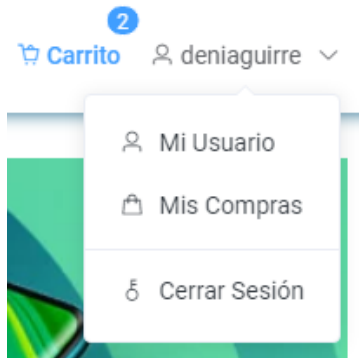 2
Carrito deniaguirre
Mi Usuario
Mis Compras
Cerrar Sesión